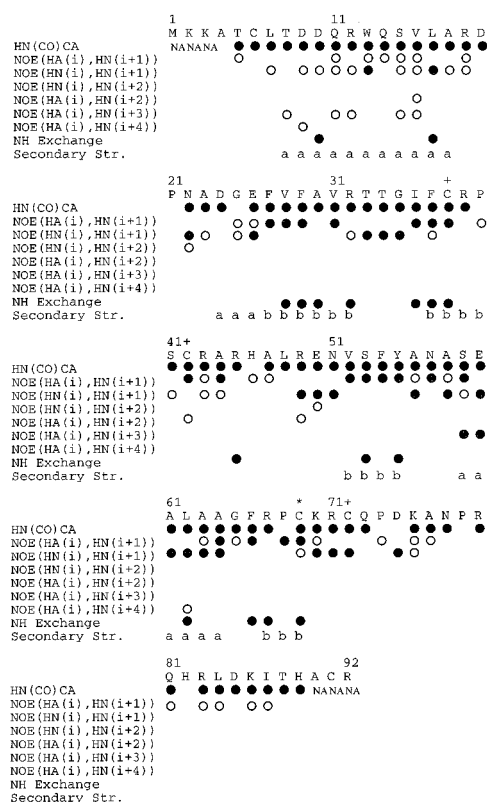 1 11
M K K A T C L T D D Q R W Q S V L A R D
HN(CO)CA NANANANA
NOE(HA(i),HN(i+1))
NOE(HN(i),HN(i+1))
NOE(HN(i),HN(i+2))
NOE(HA(i),HN(i+2))
NOE(HA(i),HN(i+3))
NOE(HA(i),HN(i+4))
NH Exchange
Secondary Str. a a a a a a a a a a a
21 31 +
P N A D G E F V F A V R T T G I F C R P
HN(CO)CA
NOE(HA(i),HN(i+1))
NOE(HN(i),HN(i+1))
NOE(HN(i),HN(i+2))
NOE(HA(i),HN(i+2))
NOE(HA(i),HN(i+3))
NOE(HA(i),HN(i+4))
NH Exchange
Secondary Str. a a a b b b b b b b b b b
41+ 51
S C R A R H A L R E N V S F Y A N A S E
HN(CO)CA
NOE(HA(i),HN(i+1))
NOE(HN(i),HN(i+1))
NOE(HN(i),HN(i+2))
NOE(HA(i),HN(i+2))
NOE(HA(i),HN(i+3))
NOE(HA(i),HN(i+4))
NH Exchange
Secondary Str. b b b b a a
61 * 71+
A L A A G F R P C K R C Q P D K A N P R
HN(CO)CA
NOE(HA(i),HN(i+1))
NOE(HN(i),HN(i+1))
NOE(HN(i),HN(i+2))
NOE(HA(i),HN(i+2))
NOE(HA(i),HN(i+3))
NOE(HA(i),HN(i+4))
NH Exchange
Secondary Str. a a a a b b b
81 92
Q H R L D K I T H A C R
HN(CO)CA NANANA
NOE(HA(i),HN(i+1))
NOE(HN(i),HN(i+1))
NOE(HN(i),HN(i+2))
NOE(HA(i),HN(i+2))
NOE(HA(i),HN(i+3))
NOE(HA(i),HN(i+4))
NH Exchange
Secondary Str.